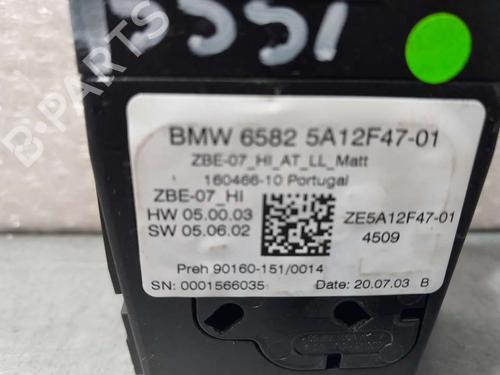 5551
BMW 6582 5A12F47-01
ZBE-07_HI_AT_LL_Matt
160466-10 Portugal
ZBE-07_HI
HW 05.00.03
SW 05.06.02
ZE5A12F47-01
4509
Preh 90160-151/0014
SN: 0001566035
Date: 20.07.03 B